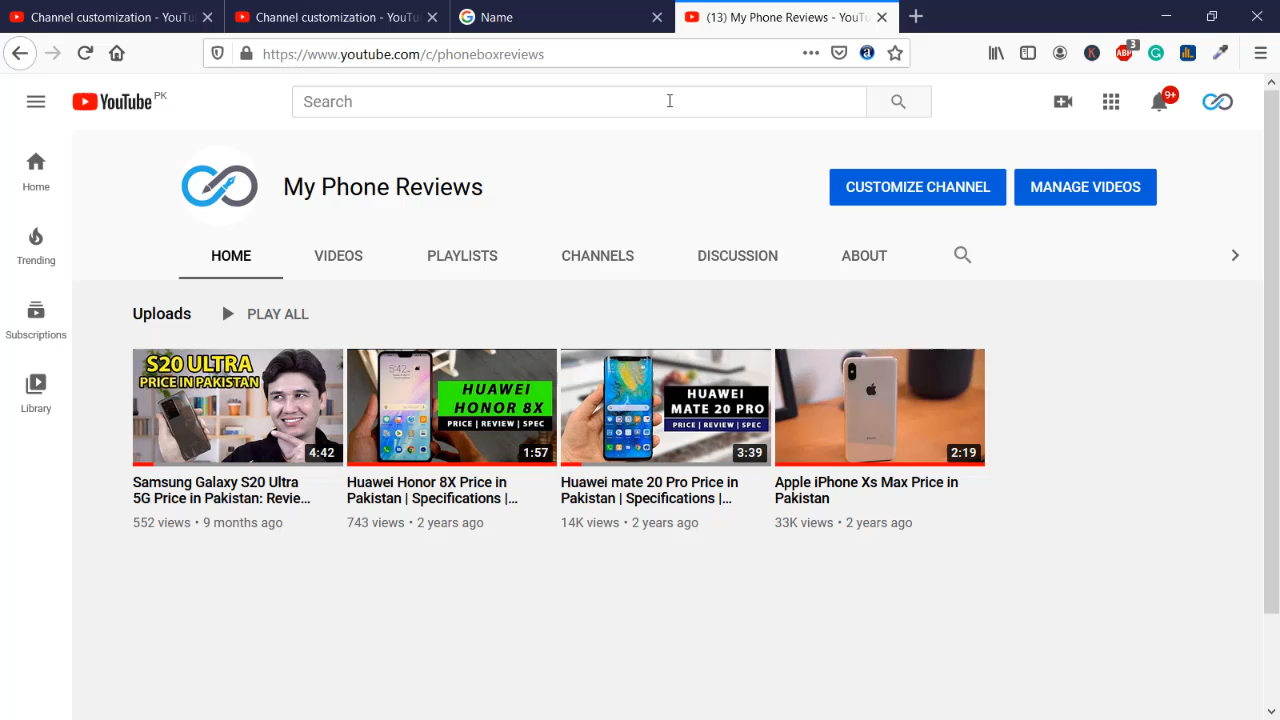 Channel customization - YouTu
Channel customization - YouTu
Name
(13) My Phone Reviews - YouTu
https://www.youtube.com/c/phoneboxreviews
ABP
3
YouTube PK
Search
9+
Home
Trending
Subscriptions
Library
My Phone Reviews
CUSTOMIZE CHANNEL
MANAGE VIDEOS
HOME
VIDEOS
PLAYLISTS
CHANNELS
DISCUSSION
ABOUT
Uploads
PLAY ALL
S20 ULTRA
PRICE IN PAKISTAN
4:42
Samsung Galaxy S20 Ultra
5G Price in Pakistan: Revie...
552 views • 9 months ago
5:42
HUAWEI
HONOR 8X
PRICE | REVIEW | SPEC
1:57
Huawei Honor 8X Price in
Pakistan | Specifications |...
743 views • 2 years ago
HUAWEI
MATE 20 PRO
PRICE | REVIEW | SPEC
3:39
Huawei mate 20 Pro Price in
Pakistan | Specifications |...
14K views • 2 years ago
2:19
Apple iPhone Xs Max Price in
Pakistan
33K views • 2 years ago